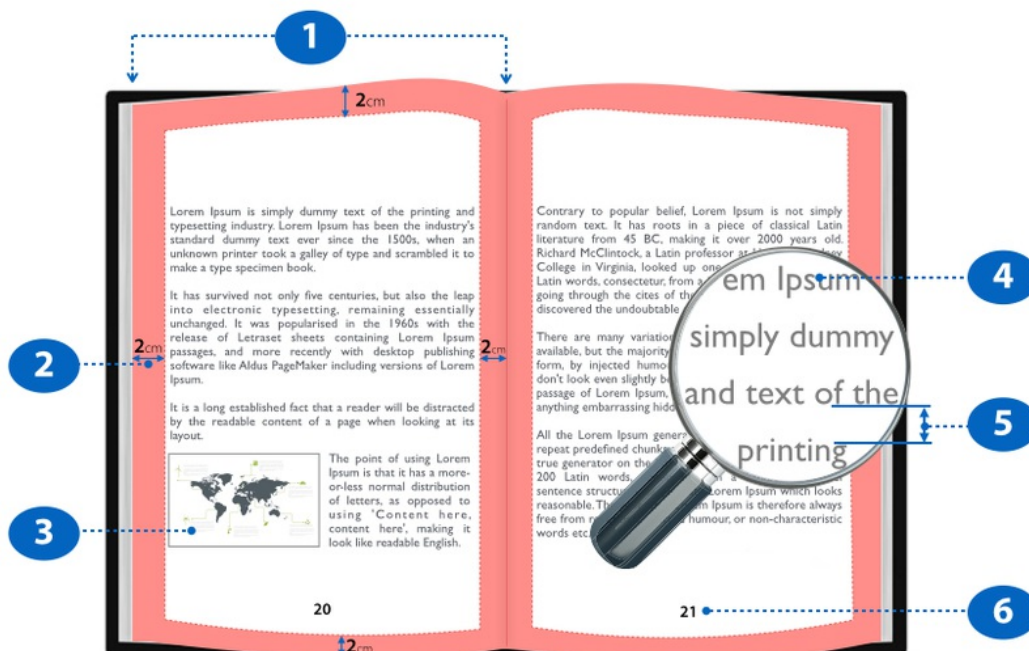 1
2cm
Lorem Ipsum is simply dummy text of the printing and
typesetting industry. Lorem Ipsum has been the industry's
standard dummy text ever since the 1500s, when an
unknown printer took a galley of type and scrambled it to
make a type specimen book.
It has survived not only five centuries, but also the leap
into electronic typesetting, remaining essentially
unchanged. It was popularised in the 1960s with the
release of Letraset sheets containing Lorem Ipsum
passages, and more recently with desktop publishing
software like Aldus PageMaker including versions of Lorem
Ipsum.
2cm
2cm
2
It is a long established fact that a reader will be distracted
by the readable content of a page when looking at its
layout.
The point of using Lorem
Ipsum is that it has a more-
or-less normal distribution
of letters, as opposed to
using 'Content here,
content here', making it
look like readable English.
3
20
2cm
Contrary to popular belief, Lorem Ipsum is not simply
random text. It has roots in a piece of classical Latin
literature from 45 BC, making it over 2000 years old.
Richard McClintock, a Latin professor at
College in Virginia, looked up one
Latin words, consectetur, from a
going through the cites of the
discovered the undoubtable
There are many variation
available, but the majority
form, by injected humou
don't look even slightly be
passage of Lorem Ipsum,
anything embarrassing hidd
All the Lorem Ipsum genera
repeat predefined chunk
true generator on the
200 Latin words, a
sentence structu Lorem Ipsum which looks
reasonable. Th m Ipsum is therefore always
free from humour, or non-characteristic
words etc.
em Ipsum
simply dummy
and text of the
printing
4
5
21
6